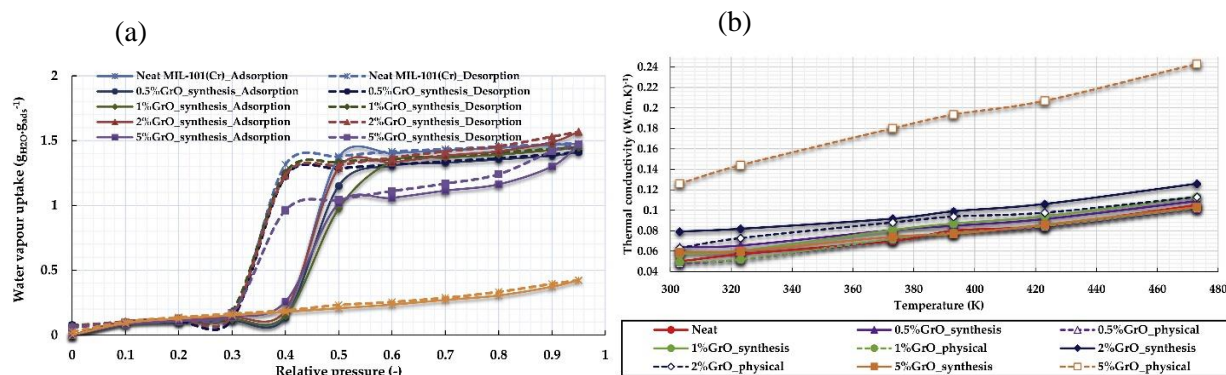 (a)
Neat MIL-101(Cr)_Adsorption
Neat MIL-101(Cr)_Desorption
0.5%GrO_synthesis_Adsorption
0.5%GrO_synthesis_Desorption
1%GrO_synthesis_Adsorption
1%GrO_synthesis_Desorption
2%GrO_synthesis_Adsorption
2%GrO_synthesis_Desorption
5%GrO_synthesis_Adsorption
5%GrO_synthesis_Desorption
Water vapour uptake (gH2O.gads-1)
2
1.5
1
0.5
0
0 0.1 0.2 0.3 0.4 0.5 0.6 0.7 0.8 0.9 1
Relative pressure (-)
(b)
Thermal conductivity (W.(m.K)-1)
0.24
0.22
0.2
0.18
0.16
0.14
0.12
0.1
0.08
0.06
0.04
300 320 340 360 380 400 420 440 460 480
Temperature (K)
Neat 0.5%GrO_synthesis 0.5%GrO_physical
1%GrO_synthesis 1%GrO_physical 2%GrO_synthesis
2%GrO_physical 5%GrO_synthesis 5%GrO_physical